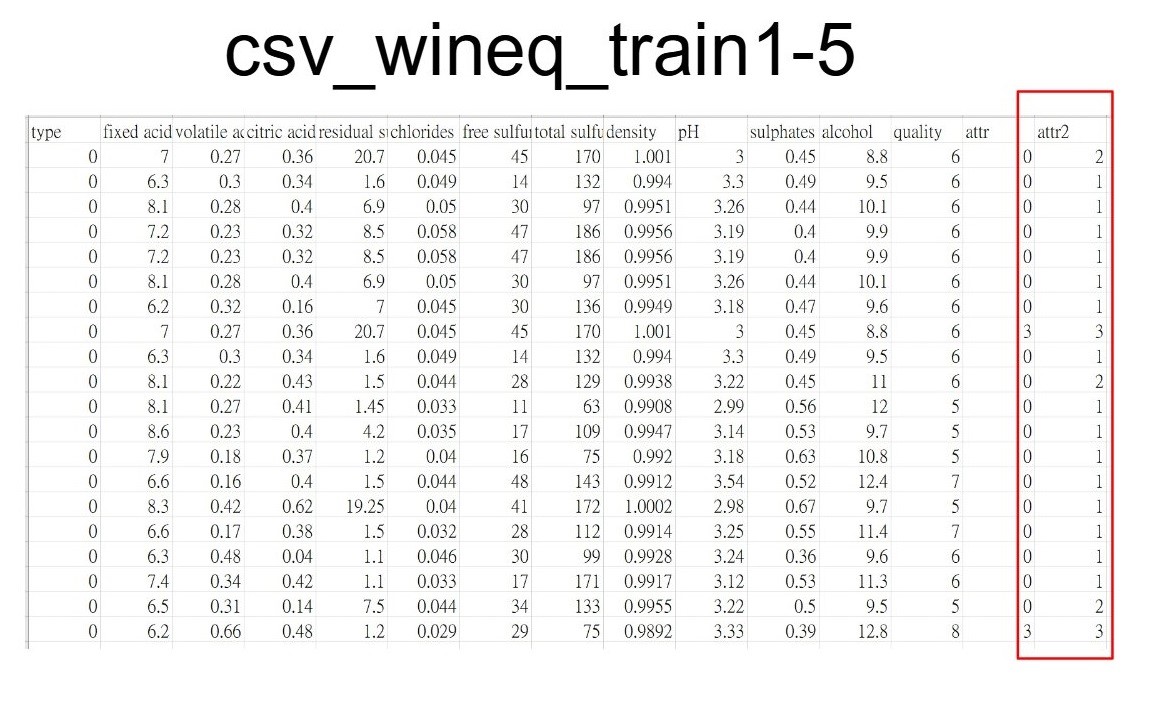 csv_wineq_train1-5
type fixed acid volatile ac citric acid residual su chlorides free sulfur total sulfu density pH sulphates alcohol quality attr attr2
0 7 0.27 0.36 20.7 0.045 45 170 1.001 3 0.45 8.8 6 0 2
0 6.3 0.3 0.34 1.6 0.049 14 132 0.994 3.3 0.49 9.5 6 0 1
0 8.1 0.28 0.4 6.9 0.05 30 97 0.9951 3.26 0.44 10.1 6 0 1
0 7.2 0.23 0.32 8.5 0.058 47 186 0.9956 3.19 0.4 9.9 6 0 1
0 7.2 0.23 0.32 8.5 0.058 47 186 0.9956 3.19 0.4 9.9 6 0 1
0 8.1 0.28 0.4 6.9 0.05 30 97 0.9951 3.26 0.44 10.1 6 0 1
0 6.2 0.32 0.16 7 0.045 30 136 0.9949 3.18 0.47 9.6 6 0 1
0 7 0.27 0.36 20.7 0.045 45 170 1.001 3 0.45 8.8 6 3 3
0 6.3 0.3 0.34 1.6 0.049 14 132 0.994 3.3 0.49 9.5 6 0 1
0 8.1 0.22 0.43 1.5 0.044 28 129 0.9938 3.22 0.45 11 6 0 2
0 8.1 0.27 0.41 1.45 0.033 11 63 0.9908 2.99 0.56 12 5 0 1
0 8.6 0.23 0.4 4.2 0.035 17 109 0.9947 3.14 0.53 9.7 5 0 1
0 7.9 0.18 0.37 1.2 0.04 16 75 0.992 3.18 0.63 10.8 5 0 1
0 6.6 0.16 0.4 1.5 0.044 48 143 0.9912 3.54 0.52 12.4 7 0 1
0 8.3 0.42 0.62 19.25 0.04 41 172 1.0002 2.98 0.67 9.7 5 0 1
0 6.6 0.17 0.38 1.5 0.032 28 112 0.9914 3.25 0.55 11.4 7 0 1
0 6.3 0.48 0.04 1.1 0.046 30 99 0.9928 3.24 0.36 9.6 6 0 1
0 7.4 0.34 0.42 1.1 0.033 17 171 0.9917 3.12 0.53 11.3 6 0 1
0 6.5 0.31 0.14 7.5 0.044 34 133 0.9955 3.22 0.5 9.5 5 0 2
0 6.2 0.66 0.48 1.2 0.029 29 75 0.9892 3.33 0.39 12.8 8 3 3